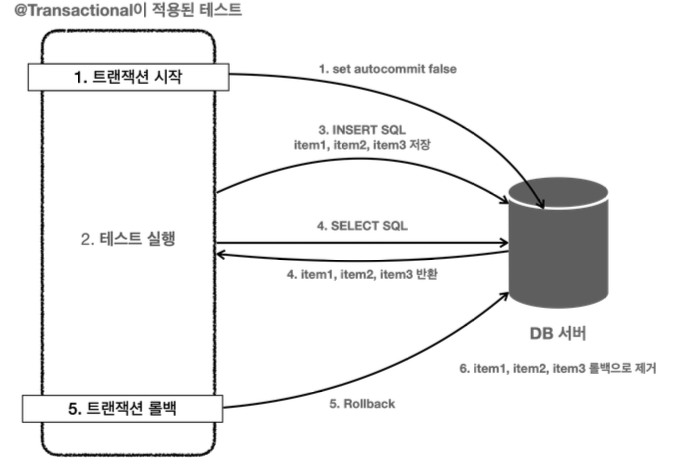 @Transactional이 적용된 테스트
1. 트랜잭션 시작
1. set autocommit false
3. INSERT SQL
item1, item2, item3 저장
2. 테스트 실행
4. SELECT SQL
4. item1, item2, item3 반환
DB 서버
6. item1, item2, item3 롤백으로 제거
5. 트랜잭션 롤백
5. Rollback